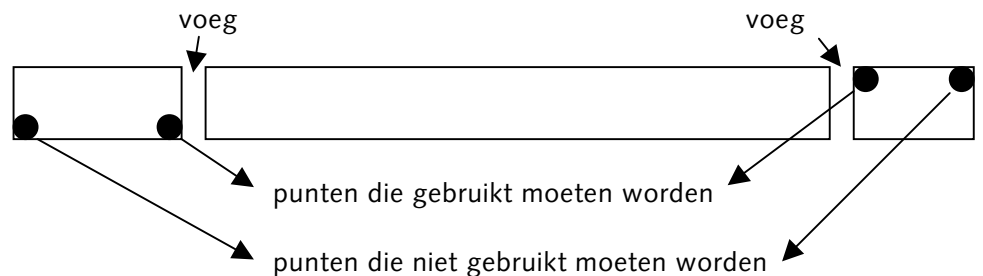 voeg
voeg
punten die gebruikt moeten worden
punten die niet gebruikt moeten worden